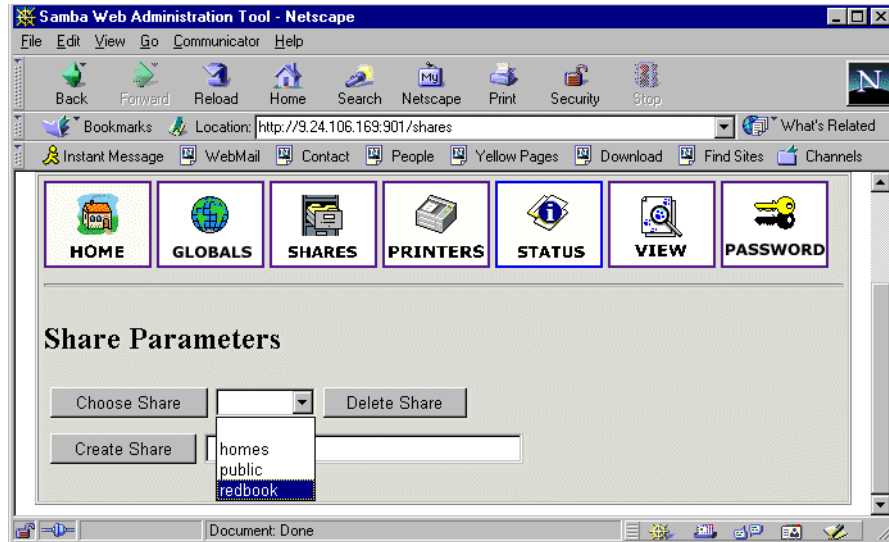 Samba Web Administration Tool - Netscape
File Edit View Go Communicator Help
Back Forward Reload Home Search Netscape Print Security Stop
My
N
Bookmarks Location: http://9.24.106.169:901/shares What's Related
Instant Message WebMail Contact People Yellow Pages Download Find Sites Channels
HOME GLOBALS SHARES PRINTERS STATUS VIEW PASSWORD
Share Parameters
Choose Share Delete Share
Create Share
homes
public
redbook
Document: Done